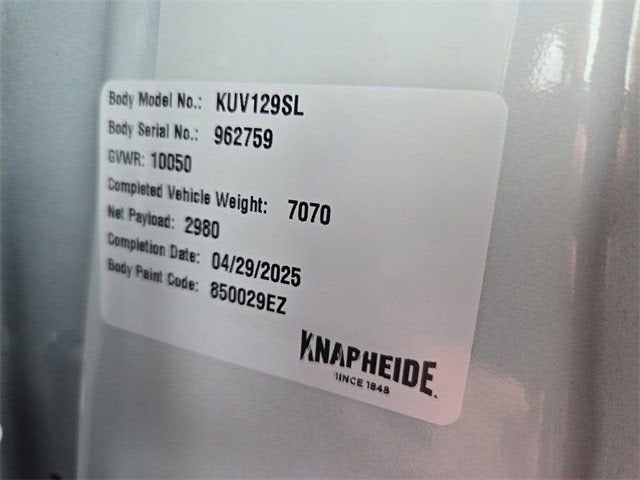 Body Model No.: KUV129SL
Body Serial No.: 962759
GVWR: 10050
Completed Vehicle Weight: 7070
Net Payload: 2980
Completion Date: 04/29/2025
Body Paint Code: 850029EZ
KNAPHEIDE.
SINCE 1848